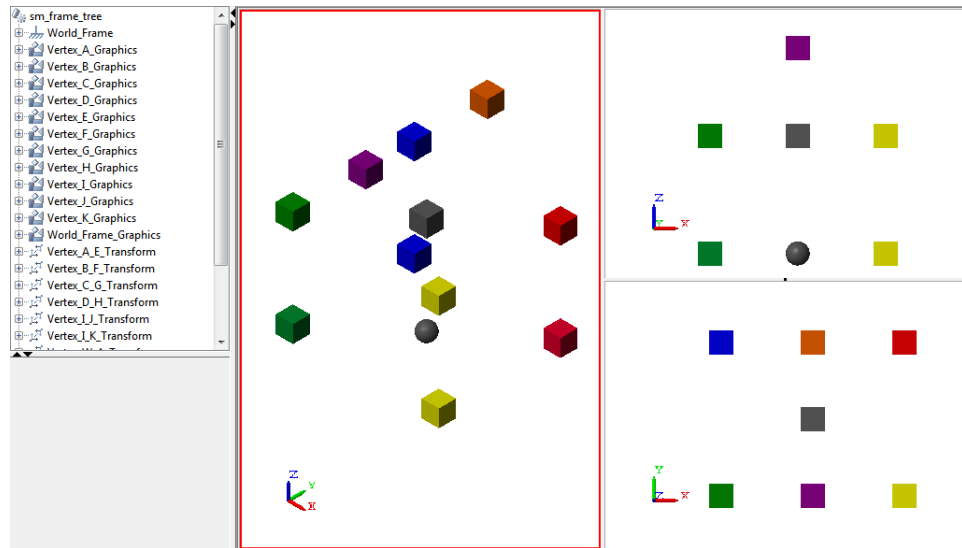 sm_frame_tree
World_Frame
Vertex_A_Graphics
Vertex_B_Graphics
Vertex_C_Graphics
Vertex_D_Graphics
Vertex_E_Graphics
Vertex_F_Graphics
Vertex_G_Graphics
Vertex_H_Graphics
Vertex_I_Graphics
Vertex_J_Graphics
Vertex_K_Graphics
World_Frame_Graphics
Vertex_A_E_Transform
Vertex_B_F_Transform
Vertex_C_G_Transform
Vertex_D_H_Transform
Vertex_I_J_Transform
Vertex_I_K_Transform
Z
Y
X
Z
Y
X
Y
Z
X